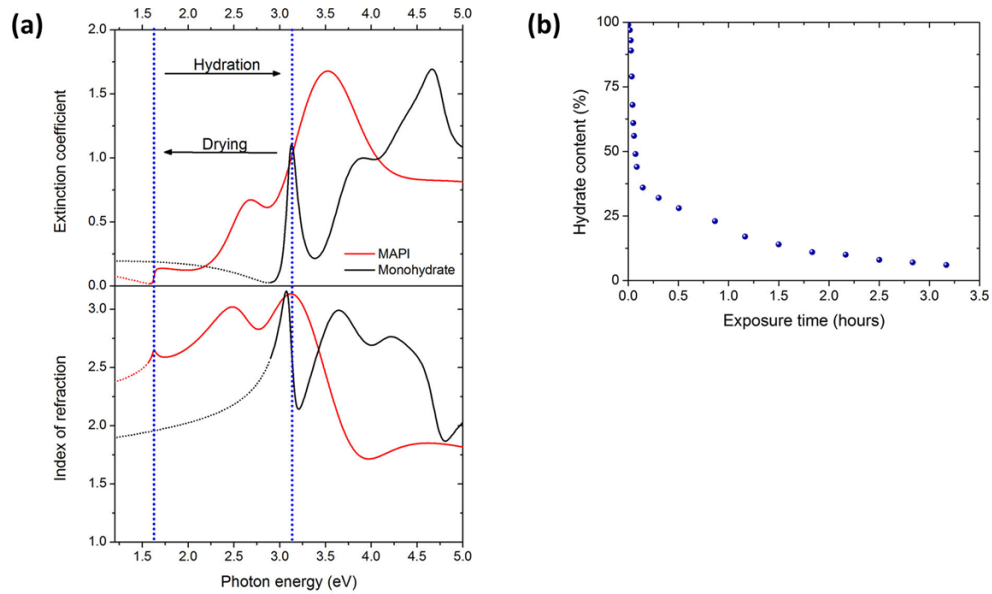 (a)
1.5 2.0 2.5 3.0 3.5 4.0 4.5 5.0
2.0
1.5
1.0
0.5
0.0
Extinction coefficient
Hydration
Drying
MAPI
Monohydrate
3.0
2.5
2.0
1.5
1.0
Index of refraction
1.5 2.0 2.5 3.0 3.5 4.0 4.5 5.0
Photon energy (eV)
(b)
100
75
50
25
0
Hydrate content (%)
0.0 0.5 1.0 1.5 2.0 2.5 3.0 3.5
Exposure time (hours)